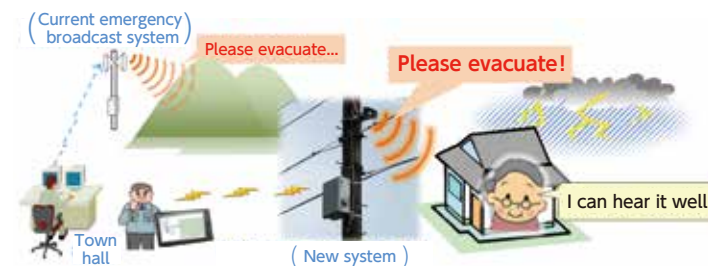 (Current emergency
broadcast system)
Please evacuate...
Please evacuate!
I can hear it well
Town
hall
(New system)